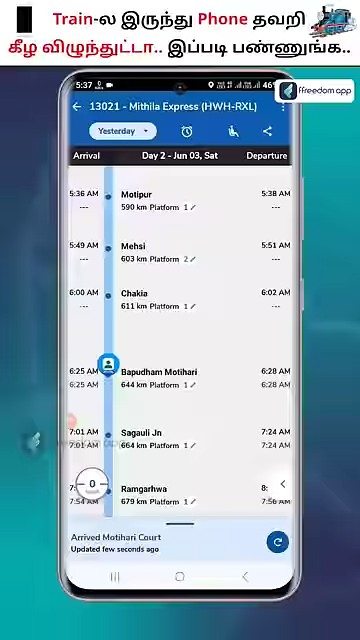 Train-ல இருந்து Phone தவறி
கீழ விழுந்துட்டா.. இப்படி பண்ணுங்க..
5:37
46%
ffreedom app
13021 - Mithila Express (HWH-RXL)
Yesterday
Arrival Day 2 - Jun 03, Sat Departure
5:36 AM Motipur 5:38 AM
--- 590 km Platform 1 ---
5:49 AM Mehsi 5:51 AM
--- 603 km Platform 2 ---
6:00 AM Chakia 6:02 AM
--- 611 km Platform 1 ---
6:25 AM Bapudham Motihari 6:28 AM
6:25 AM 644 km Platform 1 6:28 AM
7:01 AM Sagauli Jn 7:24 AM
7:01 AM 664 km Platform 1 7:24 AM
freedom app
0
Ramgarhwa
7:54 AM 679 km Platform 1 7:56 AM
Arrived Motihari Court
Updated few seconds ago